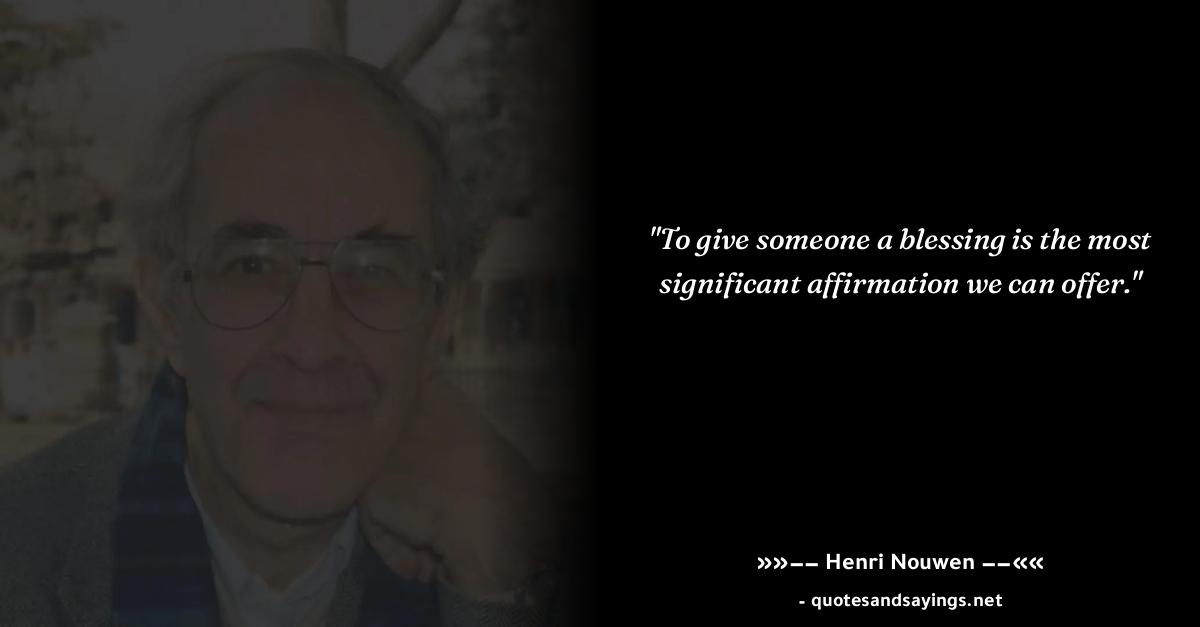 "To give someone a blessing is the most
significant affirmation we can offer."
»»-- Henri Nouwen --««
- quotesandsayings.net